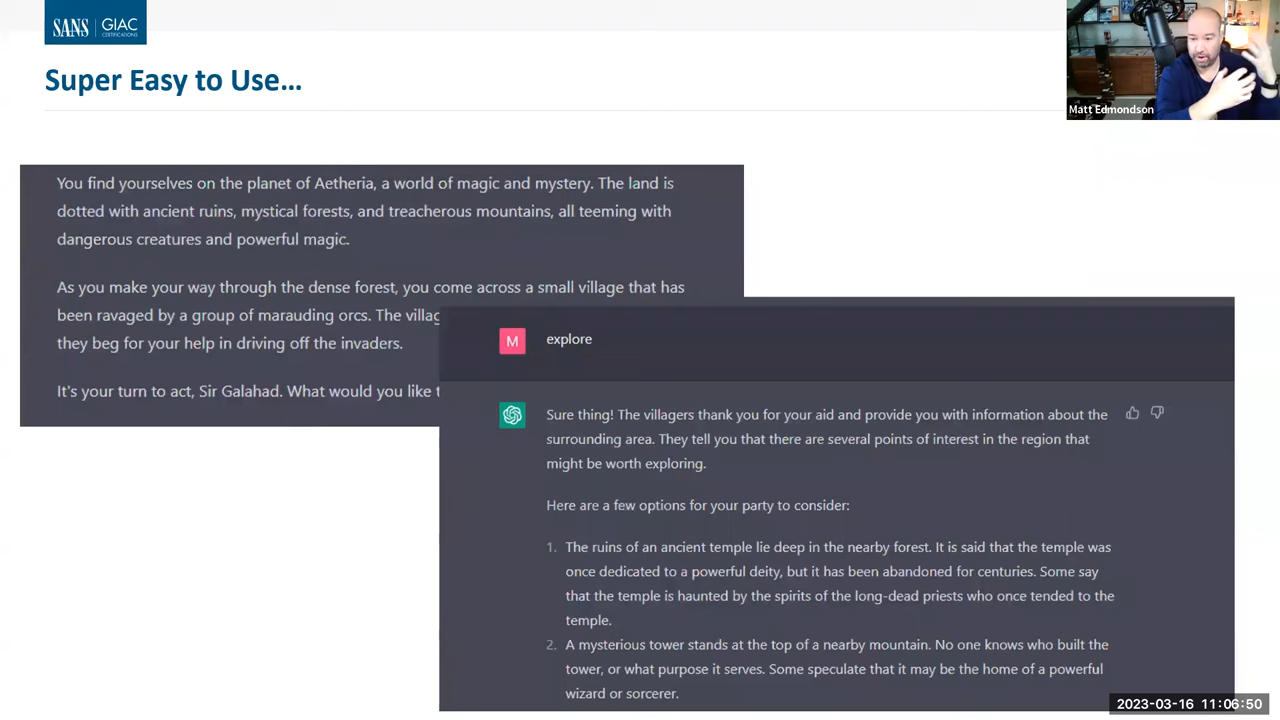 SANS | GIAC
CERTIFICATIONS
Super Easy to Use...
Matt Edmondson
You find yourselves on the planet of Aetheria, a world of magic and mystery. The land is
dotted with ancient ruins, mystical forests, and treacherous mountains, all teeming with
dangerous creatures and powerful magic.
As you make your way through the dense forest, you come across a small village that has
been ravaged by a group of marauding orcs. The villag
they beg for your help in driving off the invaders.
It's your turn to act, Sir Galahad. What would you like t
M explore
Sure thing! The villagers thank you for your aid and provide you with information about the
surrounding area. They tell you that there are several points of interest in the region that
might be worth exploring.
Here are a few options for your party to consider:
1. The ruins of an ancient temple lie deep in the nearby forest. It is said that the temple was
once dedicated to a powerful deity, but it has been abandoned for centuries. Some say
that the temple is haunted by the spirits of the long-dead priests who once tended to the
temple.
2. A mysterious tower stands at the top of a nearby mountain. No one knows who built the
tower, or what purpose it serves. Some speculate that it may be the home of a powerful
wizard or sorcerer.
2023-03-16 11:06:50